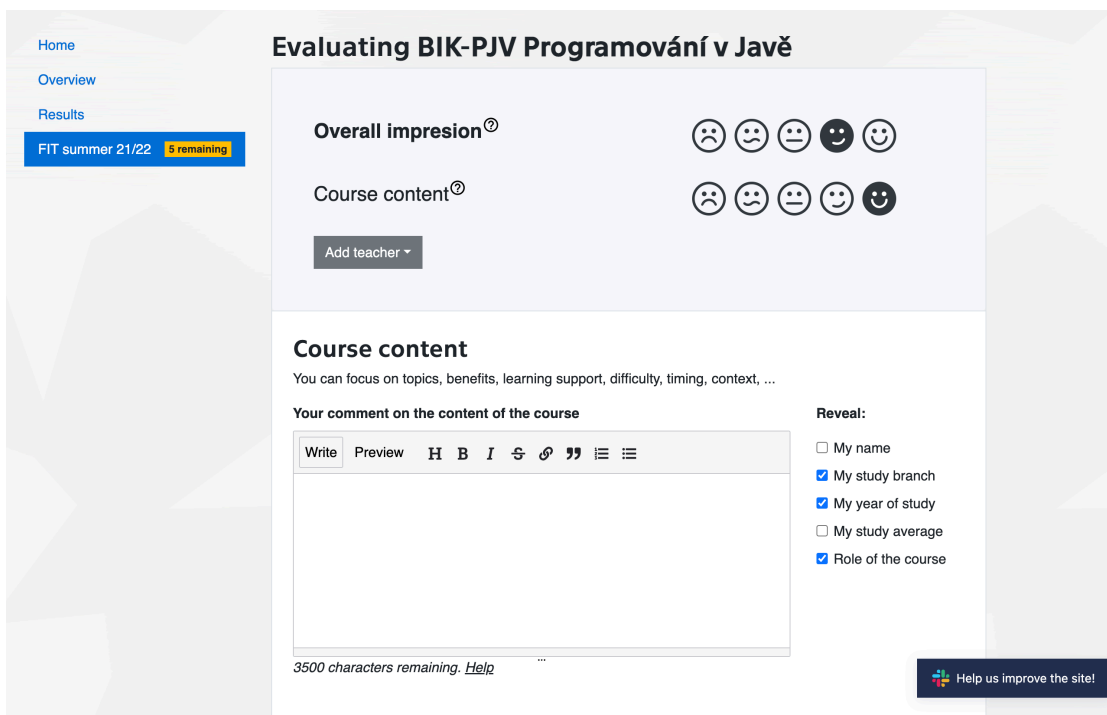 Home
Overview
Results
FIT summer 21/22 5 remaining
Evaluating BIK-PJV Programování v Javě
Overall impresion
Course content
Add teacher
Course content
You can focus on topics, benefits, learning support, difficulty, timing, context, ...
Your comment on the content of the course
Write Preview H B I S
3500 characters remaining. Help
...
Reveal:
My name
My study branch
My year of study
My study average
Role of the course
Help us improve the site!